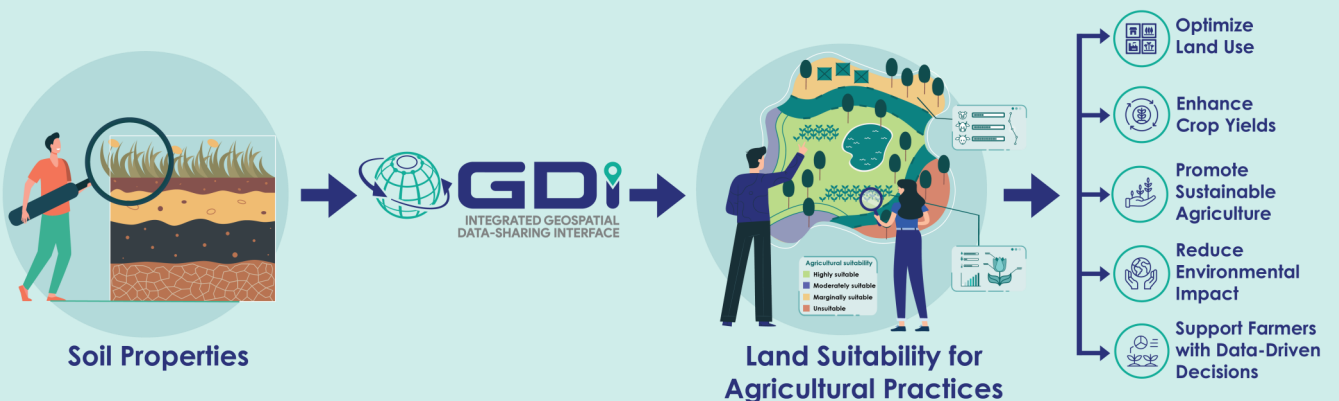 Soil Properties
GDi
INTEGRATED GEOSPATIAL
DATA-SHARING INTERFACE
Agricultural suitability
Highly suitable
Moderately suitable
Marginally suitable
Unsuitable
Land Suitability for
Agricultural Practices
Optimize
Land Use
Enhance
Crop Yields
Promote
Sustainable
Agriculture
Reduce
Environmental
Impact
Support Farmers
with Data-Driven
Decisions